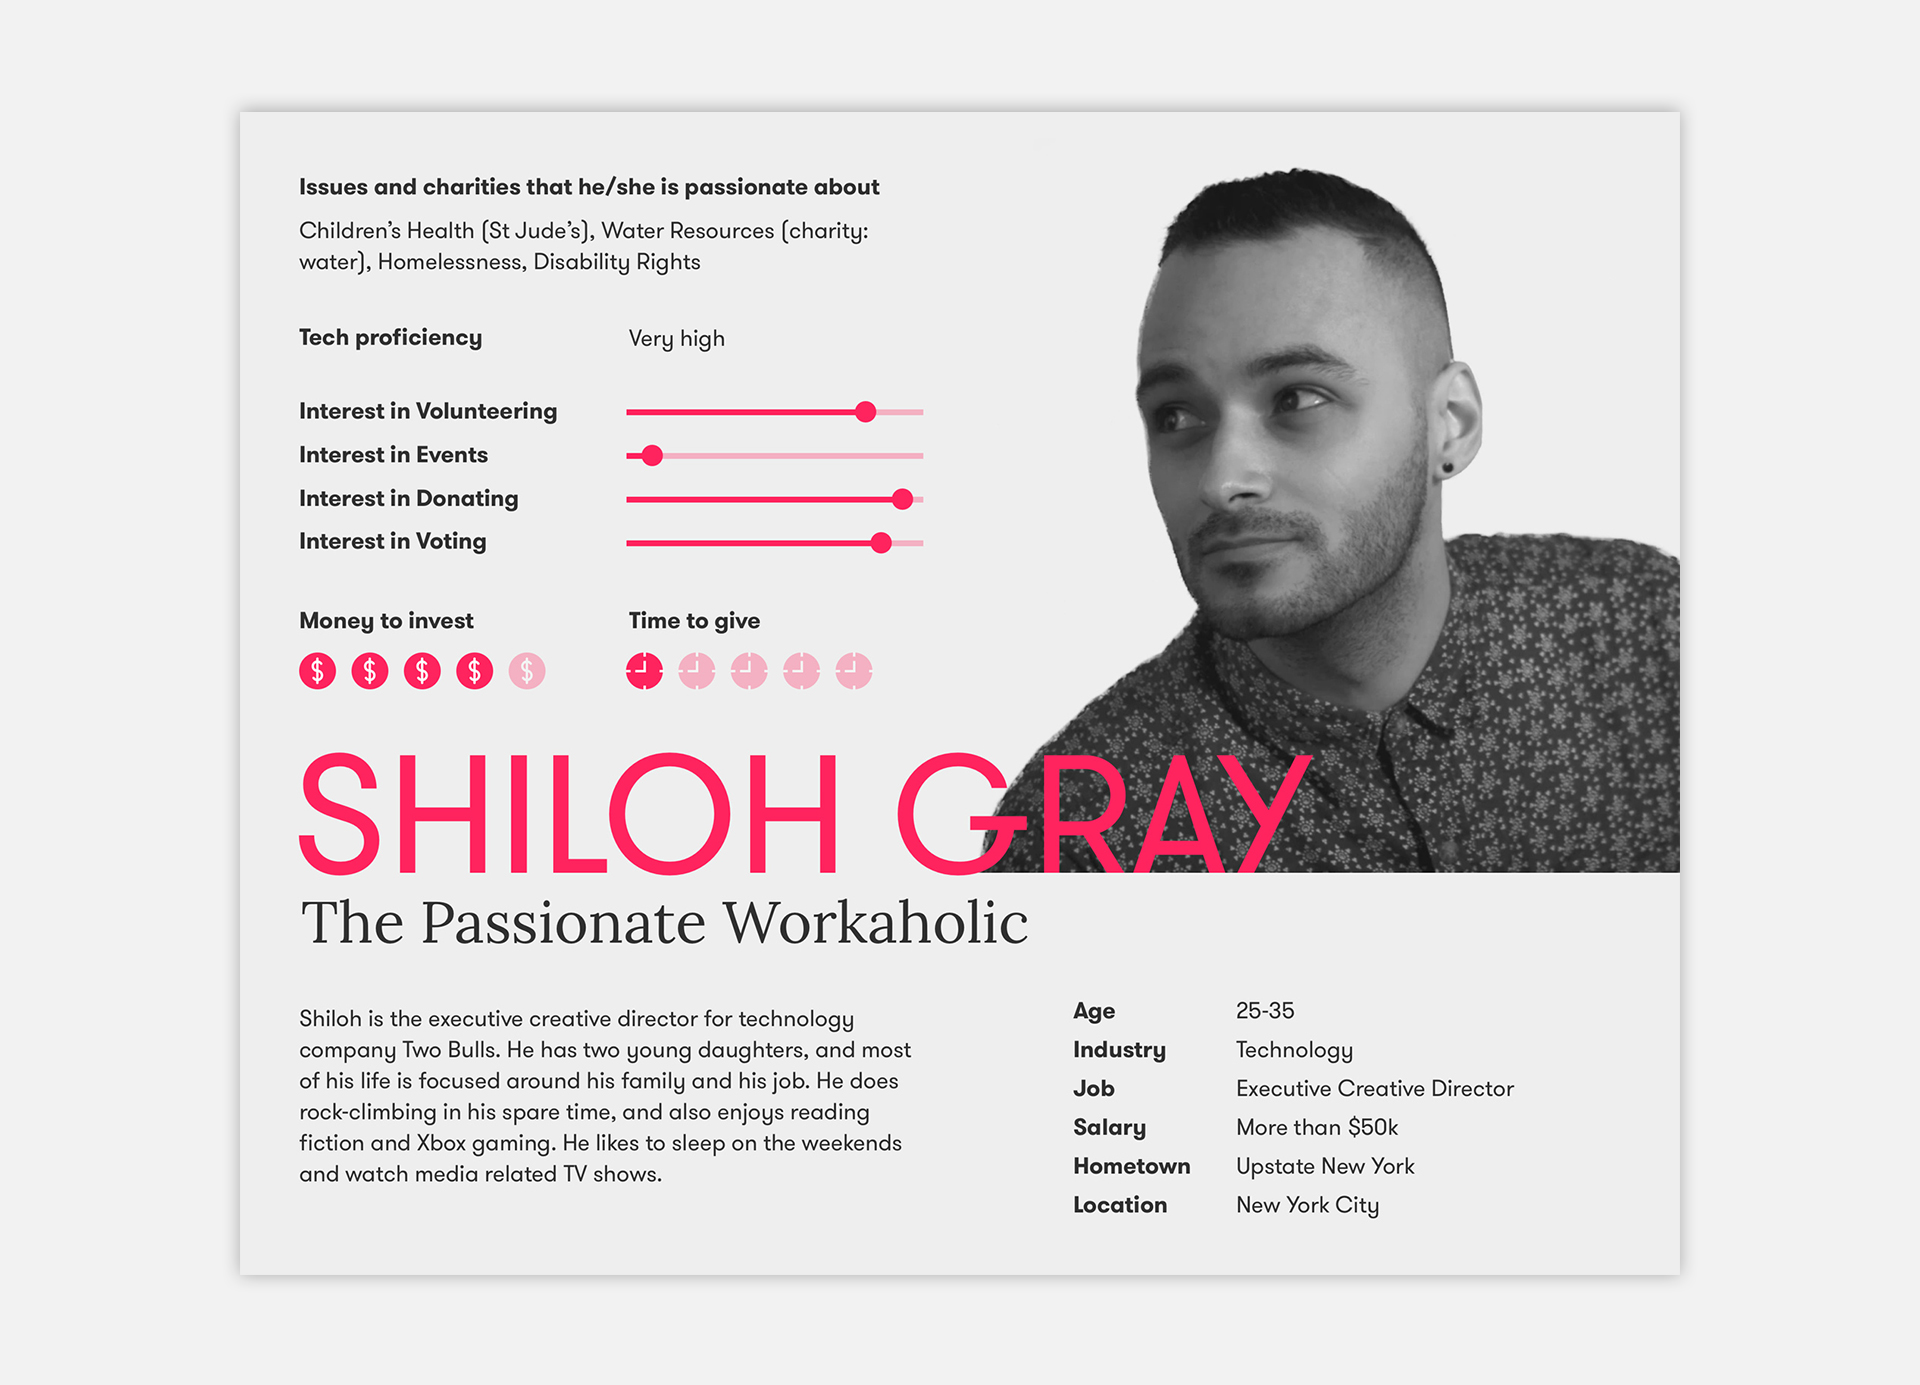 Issues and charities that he/she is passionate about
Children's Health (St Jude's), Water Resources (charity:
water), Homelessness, Disability Rights
Tech proficiency Very high
Interest in Volunteering
Interest in Events
Interest in Donating
Interest in Voting
Money to invest Time to give
$ $ $ $ $
SHILOH GRAY
The Passionate Workaholic
Shiloh is the executive creative director for technology
company Two Bulls. He has two young daughters, and most
of his life is focused around his family and his job. He does
rock-climbing in his spare time, and also enjoys reading
fiction and Xbox gaming. He likes to sleep on the weekends
and watch media related TV shows.
Age 25-35
Industry Technology
Job Executive Creative Director
Salary More than $50k
Hometown Upstate New York
Location New York City